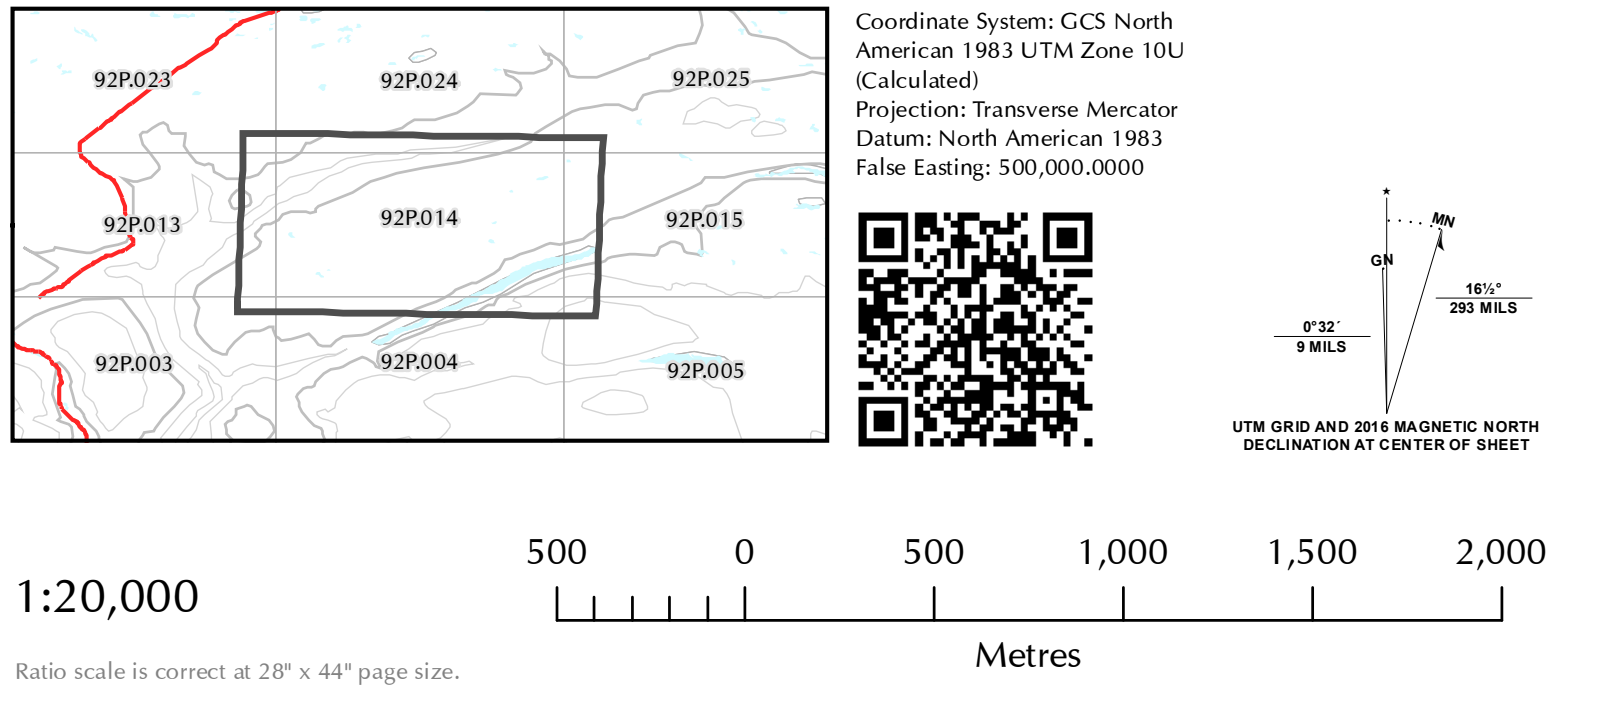 92P.023
92P.024
92P.025
92P.013
92P.014
92P.015
92P.003
92P.004
92P.005
Coordinate System: GCS North
American 1983 UTM Zone 10U
(Calculated)
Projection: Transverse Mercator
Datum: North American 1983
False Easting: 500,000.0000
MN
GN
16½°
293 MILS
0°32´
9 MILS
UTM GRID AND 2016 MAGNETIC NORTH
DECLINATION AT CENTER OF SHEET
500 0 500 1,000 1,500 2,000
1:20,000
Metres
Ratio scale is correct at 28" x 44" page size.